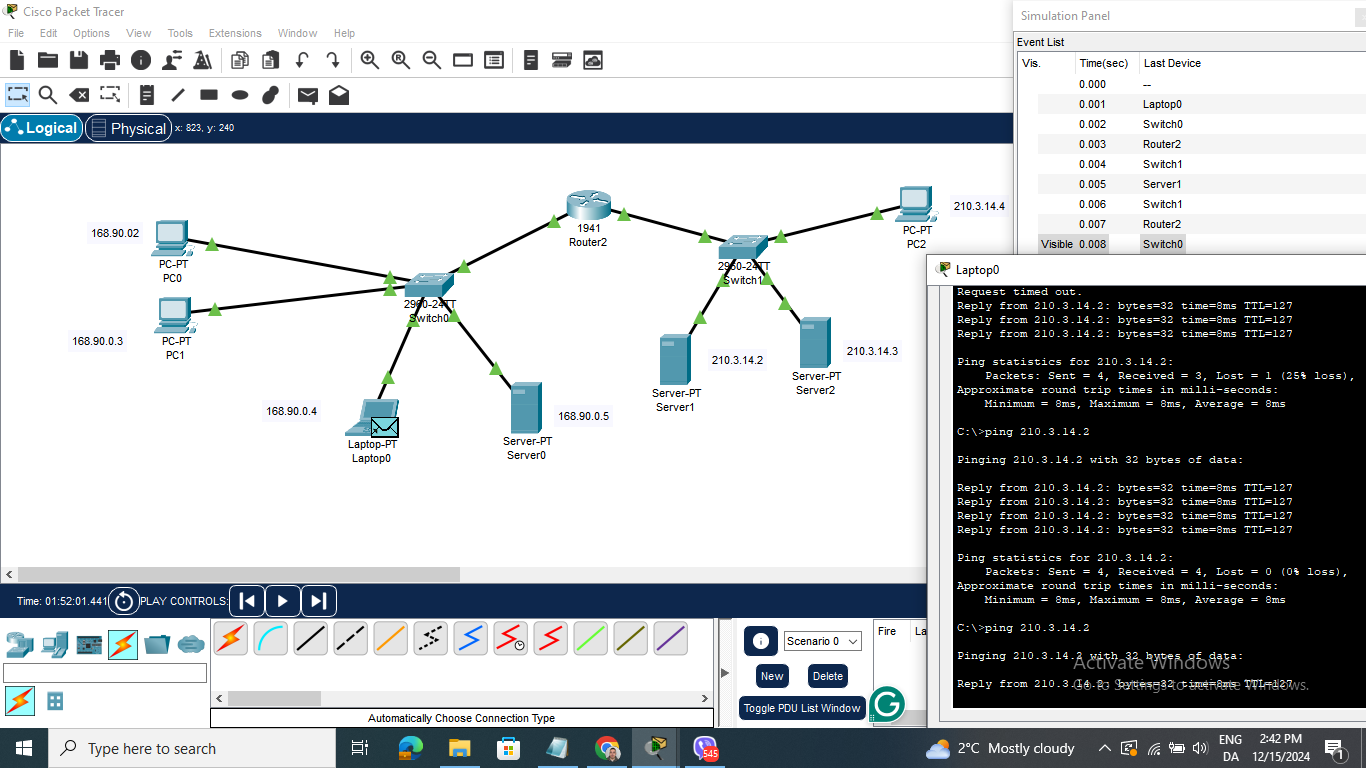 Cisco Packet Tracer
File Edit Options View Tools Extensions Window Help
Logical Physical x: 823, y: 240
168.90.02
PC-PT
PC0
168.90.0.3
PC-PT
PC1
1941
Router2
2960-24TT
Switch0
2960-24TT
Switch1
PC-PT
PC2
210.3.14.4
168.90.0.4
Laptop-PT
Laptop0
Server-PT
Server0
168.90.0.5
Server-PT
Server1
210.3.14.2
Server-PT
Server2
210.3.14.3
Simulation Panel
Event List
Vis. Time(sec) Last Device
0.000 --
0.001 Laptop0
0.002 Switch0
0.003 Router2
0.004 Switch1
0.005 Server1
0.006 Switch1
0.007 Router2
Visible 0.008 Switch0
Laptop0
Request timed out.
Reply from 210.3.14.2: bytes=32 time=8ms TTL=127
Reply from 210.3.14.2: bytes=32 time=8ms TTL=127
Reply from 210.3.14.2: bytes=32 time=8ms TTL=127
Ping statistics for 210.3.14.2:
Packets: Sent = 4, Received = 3, Lost = 1 (25% loss),
Approximate round trip times in milli-seconds:
Minimum = 8ms, Maximum = 8ms, Average = 8ms
C:\>ping 210.3.14.2
Pinging 210.3.14.2 with 32 bytes of data:
Reply from 210.3.14.2: bytes=32 time=8ms TTL=127
Reply from 210.3.14.2: bytes=32 time=8ms TTL=127
Reply from 210.3.14.2: bytes=32 time=8ms TTL=127
Reply from 210.3.14.2: bytes=32 time=8ms TTL=127
Ping statistics for 210.3.14.2:
Packets: Sent = 4, Received = 4, Lost = 0 (0% loss),
Approximate round trip times in milli-seconds:
Minimum = 8ms, Maximum = 8ms, Average = 8ms
C:\>ping 210.3.14.2
Pinging 210.3.14.2 with 32 bytes of data:
Reply from 210.3.14.2: bytes=32 time=8ms TTL=127
Activate Windows
Go to Settings to activate Windows.
Time: 01:52:01.441 PLAY CONTROLS:
Scenario 0
New Delete
Toggle PDU List Window
Fire La
Automatically Choose Connection Type
Type here to search
545
2°C Mostly cloudy
ENG
DA
2:42 PM
12/15/2024
1